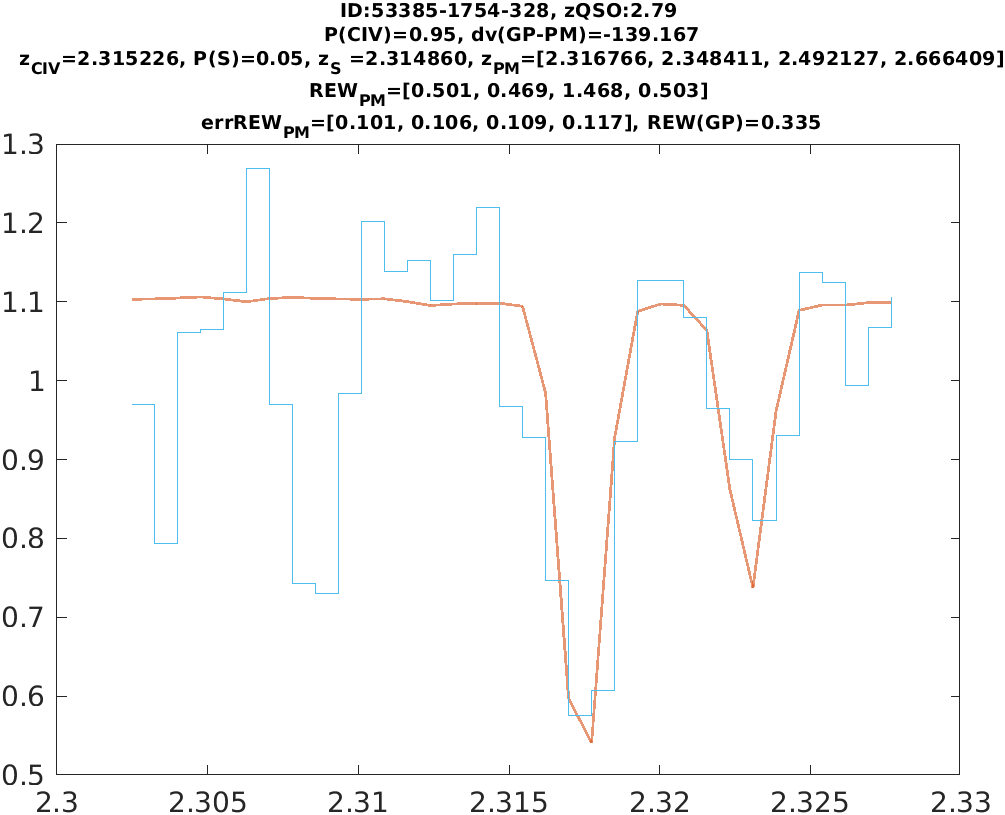 ID:53385-1754-328, zQSO:2.79
P(CIV)=0.95, dv(GP-PM)=-139.167
zCIV=2.315226, P(S)=0.05, zS =2.314860, zPM=[2.316766, 2.348411, 2.492127, 2.666409]
REWPM=[0.501, 0.469, 1.468, 0.503]
errREWPM=[0.101, 0.106, 0.109, 0.117], REW(GP)=0.335
1.3
1.2
1.1
1
0.9
0.8
0.7
0.6
0.5
2.3 2.305 2.31 2.315 2.32 2.325 2.33